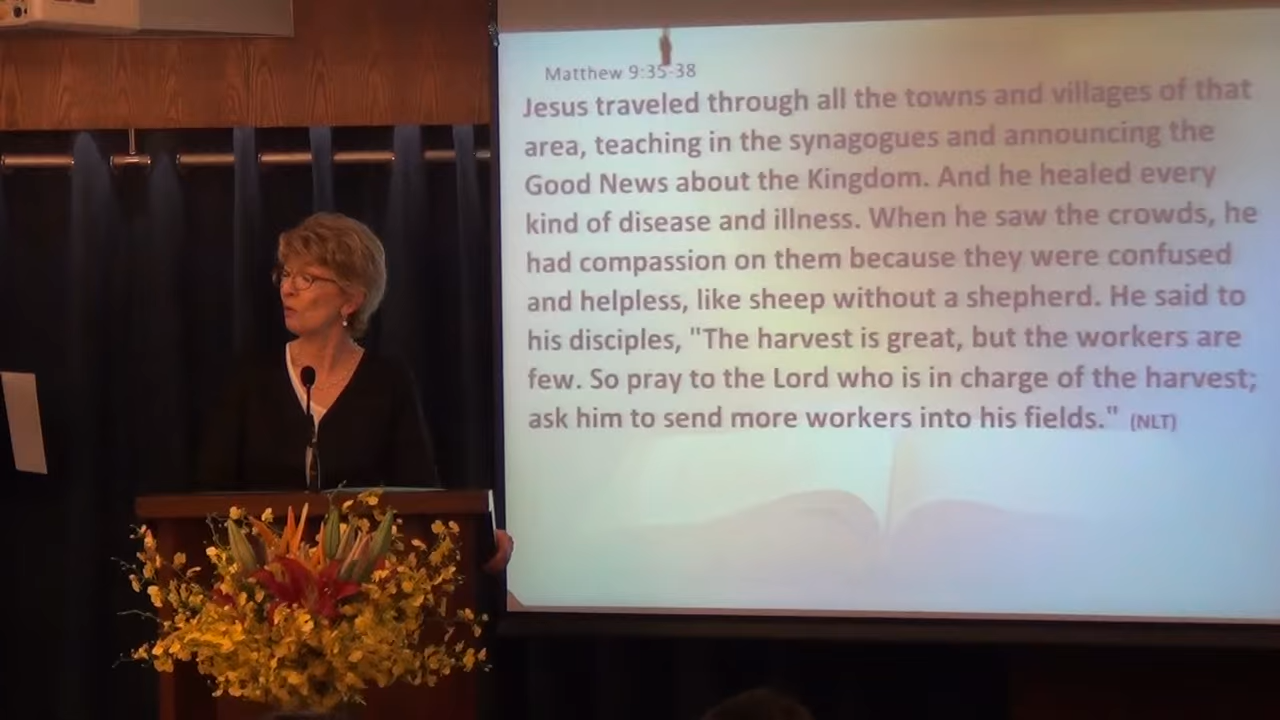 Matthew 9:35-38
Jesus traveled through all the towns and villages of that
area, teaching in the synagogues and announcing the
Good News about the Kingdom. And he healed every
kind of disease and illness. When he saw the crowds, he
had compassion on them because they were confused
and helpless, like sheep without a shepherd. He said to
his disciples, "The harvest is great, but the workers are
few. So pray to the Lord who is in charge of the harvest;
ask him to send more workers into his fields." (NLT)